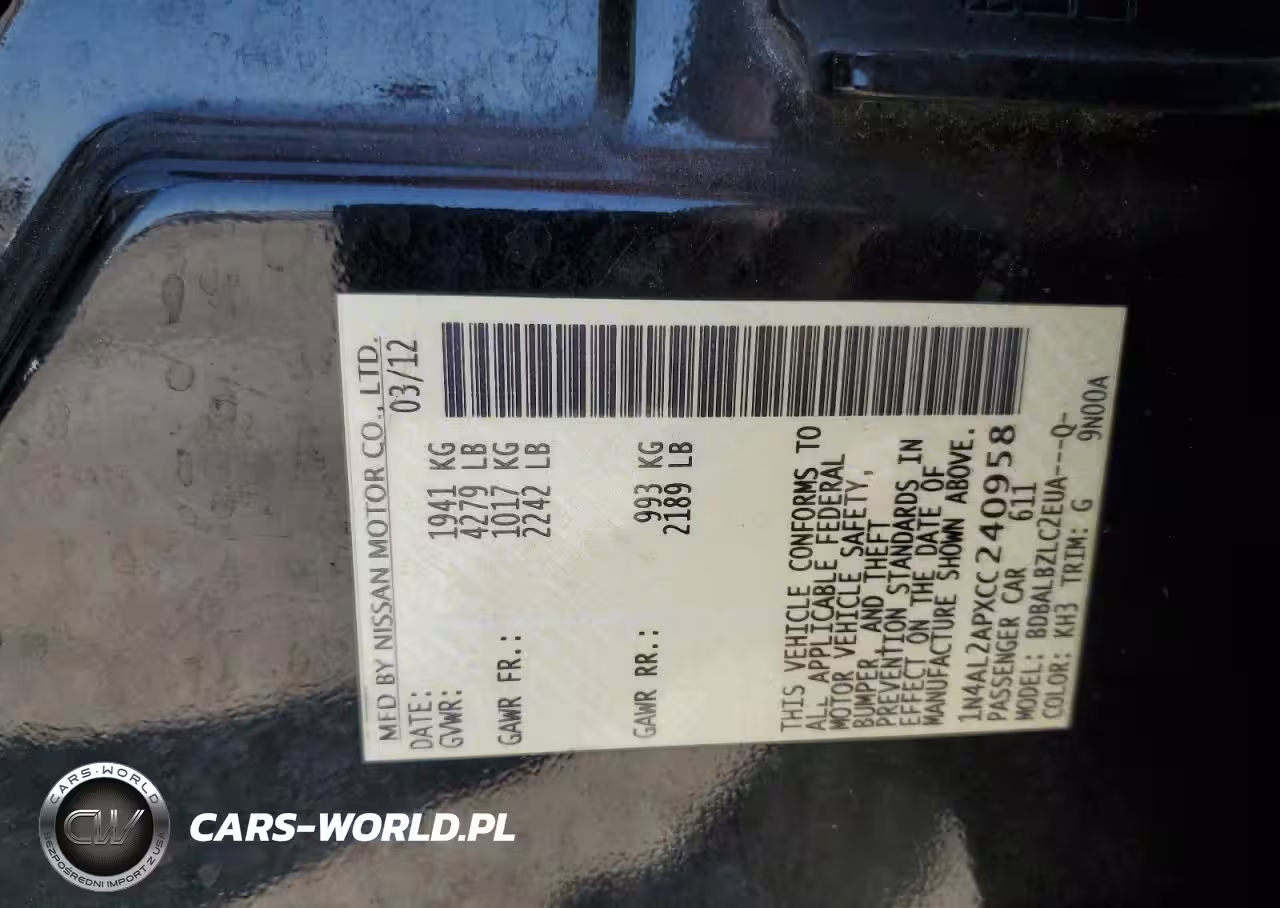 MFD BY NISSAN MOTOR CO., LTD.
DATE: 03/12
GVWR: 1941 KG
4279 LB
GAWR FR.: 1017 KG
2242 LB
GAWR RR.: 993 KG
2189 LB
THIS VEHICLE CONFORMS TO
ALL APPLICABLE FEDERAL
MOTOR VEHICLE SAFETY,
BUMPER AND THEFT
PREVENTION STANDARDS IN
EFFECT ON THE DATE OF
MANUFACTURE SHOWN ABOVE.
1N4AL2APXCC240958
PASSENGER CAR 611
MODEL: BDBALBZLC2EUA---Q-
COLOR: KH3 TRIM: G 9N00A
CARS-WORLD
CW
BEZPOŚREDNI IMPORT Z USA
CARS-WORLD.PL